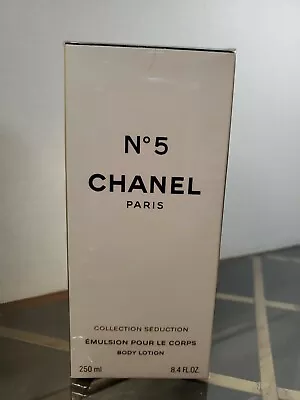 N°5
CHANEL
PARIS
COLLECTION SÉDUCTION
ÉMULSION POUR LE CORPS
BODY LOTION
250 ml 8.4 FL.OZ.